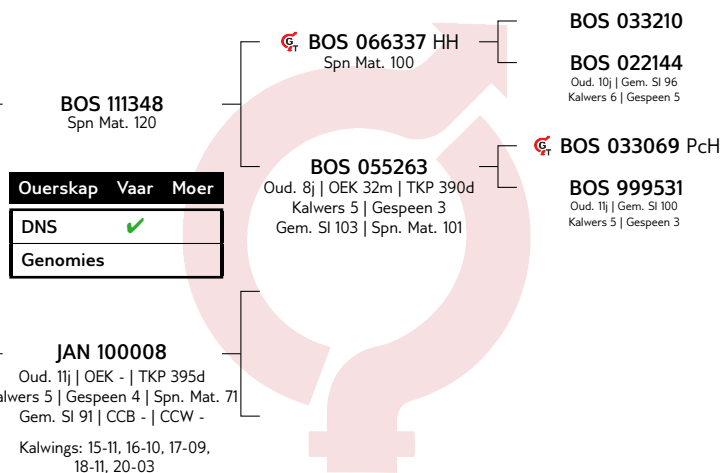 BOS 033210
BOS 066337 HH
Spn Mat. 100
BOS 022144
Oud. 10j | Gem. SI 96
Kalwers 6 | Gespeen 5
BOS 111348
Spn Mat. 120
BOS 033069 PcH
BOS 055263
Oud. 8j | OEK 32m | TKP 390d
Kalwers 5 | Gespeen 3
Gem. SI 103 | Spn. Mat. 101
BOS 999531
Oud. 11j | Gem. SI 100
Kalwers 5 | Gespeen 3
Ouerskap Vaar Moer
DNS ✔
Genomies
JAN 100008
Oud. 11j | OEK - | TKP 395d
alwers 5 | Gespeen 4 | Spn. Mat. 71
Gem. SI 91 | CCB - | CCW -
Kalwings: 15-11, 16-10, 17-09,
18-11, 20-03